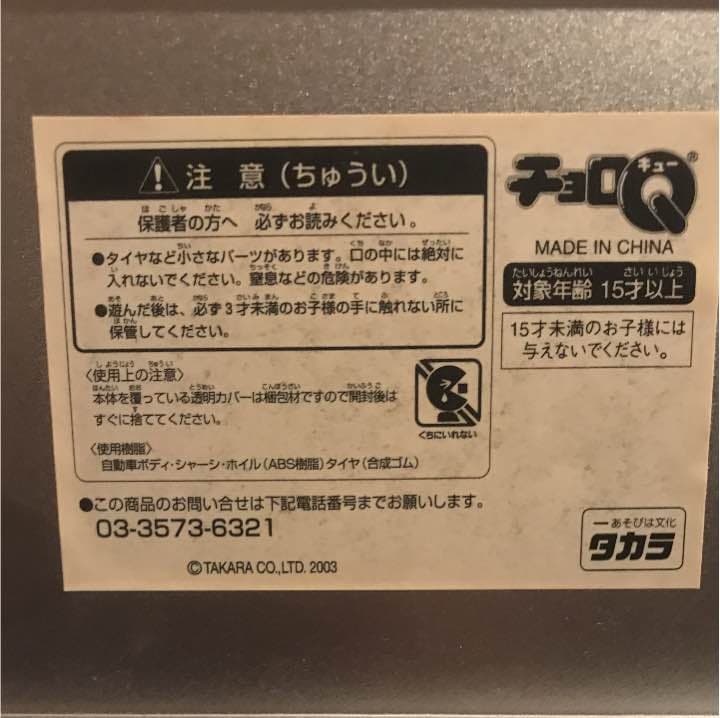 注意(ちゅうい)
保護者の方へ 必ずお読みください。
●タイヤなど小さなパーツがあります。口の中には絶対に
入れないでください。窒息などの危険があります。
●遊んだ後は、必ず3才未満のお子様の手に触れない所に
保管してください。
〈使用上の注意〉
本体を覆っている透明カバーは梱包材ですので開封後は
すぐに捨ててください。
〈使用樹脂〉
自動車ボディ・シャーシ・ホイル(ABS樹脂)タイヤ(合成ゴム)
くちにいれない
チョロQ®
キュー
MADE IN CHINA
対象年齢 15才以上
15才未満のお子様には
与えないでください。
●この商品のお問い合せは下記電話番号までお願いします。
03-3573-6321
©TAKARA CO.,LTD. 2003
ーあそびは文化
タカラ